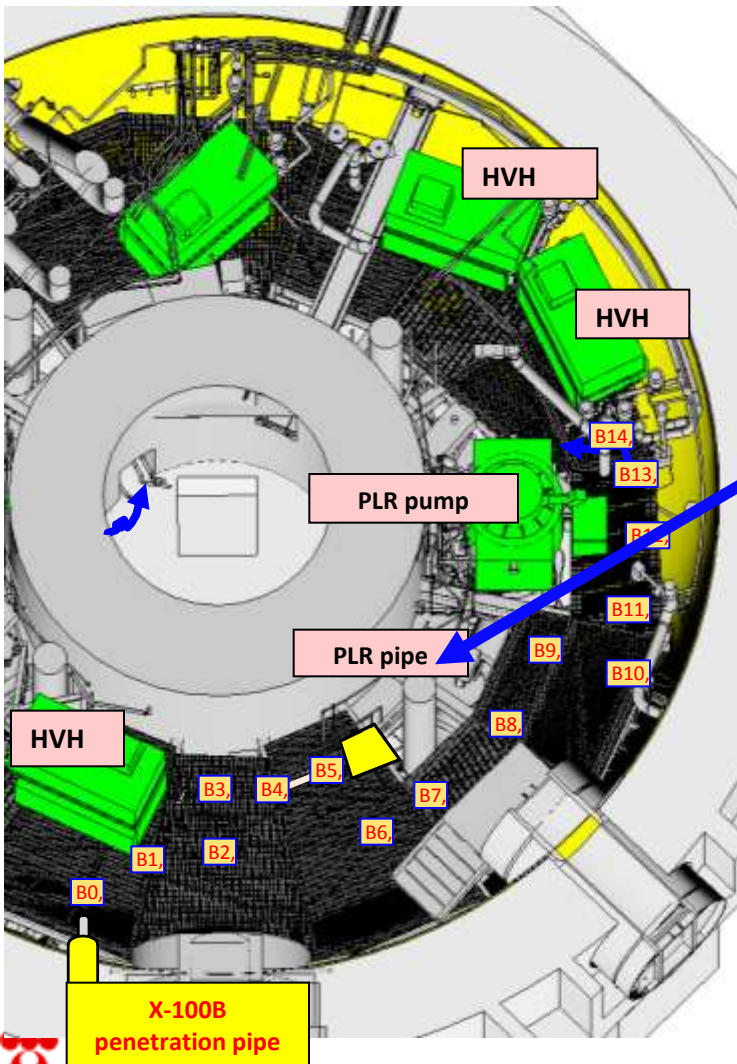 HVH
HVH
B14,
B13,
PLR pump
B11,
PLR pipe
B9,
B10,
B8,
HVH
B5,
B3,
B4,
B7,
B6,
B1,
B2,
B0,
X-100B
penetration pipe